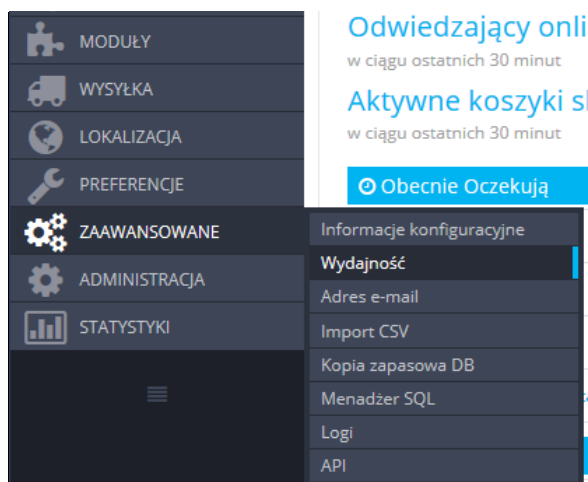 MODUŁY
WYSYŁKA
LOKALIZACJA
PREFERENCJE
ZAAWANSOWANE
ADMINISTRACJA
STATYSTYKI
Odwiedzający
w ciągu ostatnich 30 minut
Aktywne koszyki
w ciągu ostatnich 30 minut
Obecnie Oczekują
Informacje konfiguracyjne
Wydajność
Adres e-mail
Import CSV
Kopia zapasowa DB
Menadżer SQL
Logi
API